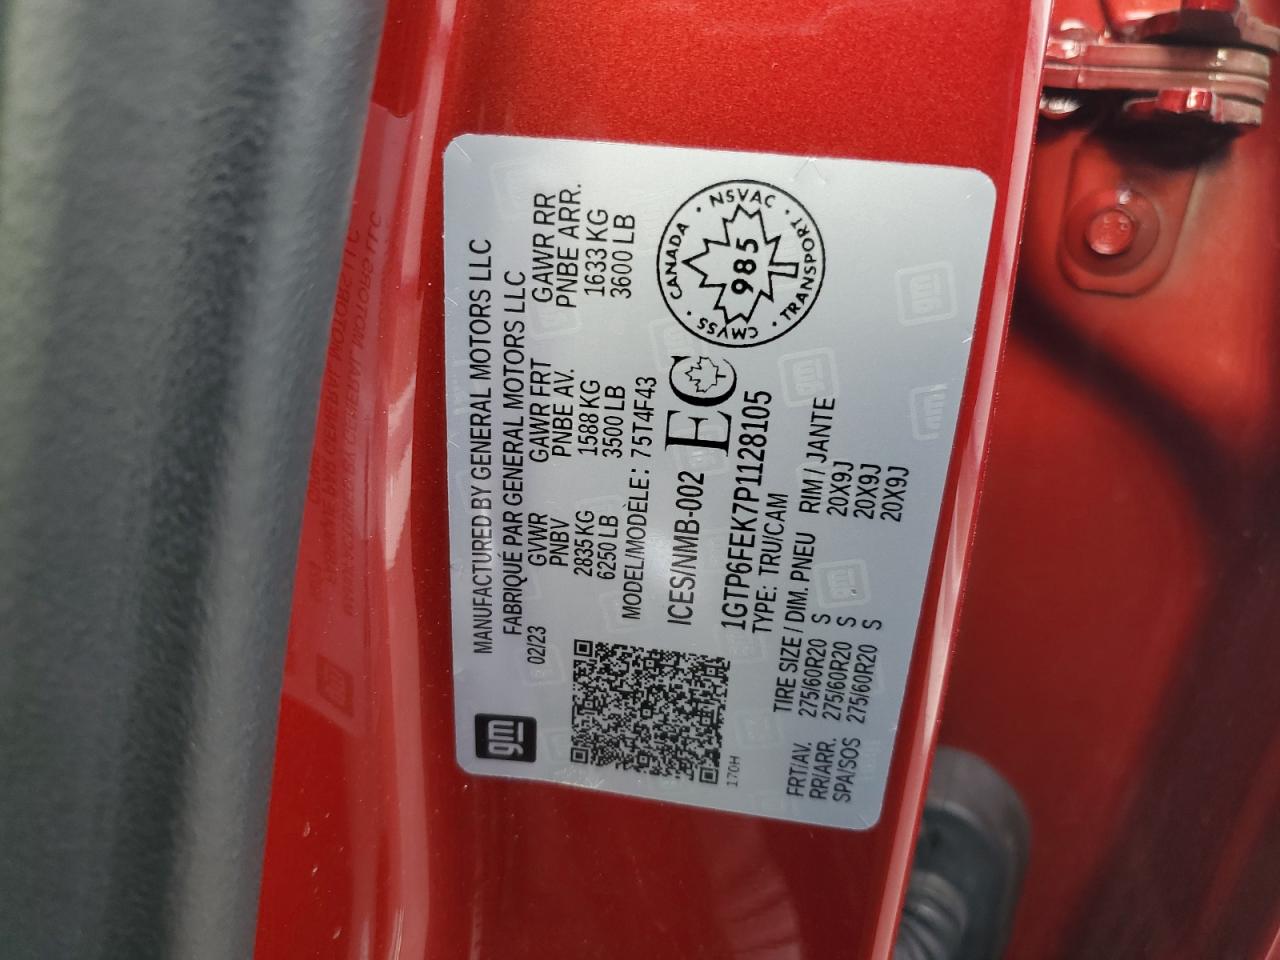 gm
MANUFACTURED BY GENERAL MOTORS LLC
FABRIQUÉ PAR GENERAL MOTORS LLC
02/23 GVWR GAWR FRT GAWR RR
PNBV PNBE AV. PNBE ARR.
2835 KG 1588 KG 1633 KG
6250 LB 3500 LB 3600 LB
MODEL/MODELE: 75T4F43
ICES/NMB-002 EC
CANADA · NSVAC · TRANSPORT · CMVSS ·
985
1GTP6FEK7P1128105
TYPE: TRU/CAM
170H
TIRE SIZE / DIM. PNEU RIM / JANTE
FRT/AV. 275/60R20 S 20X9J
RR/ARR. 275/60R20 S 20X9J
SPA/SOS 275/60R20 S 20X9J